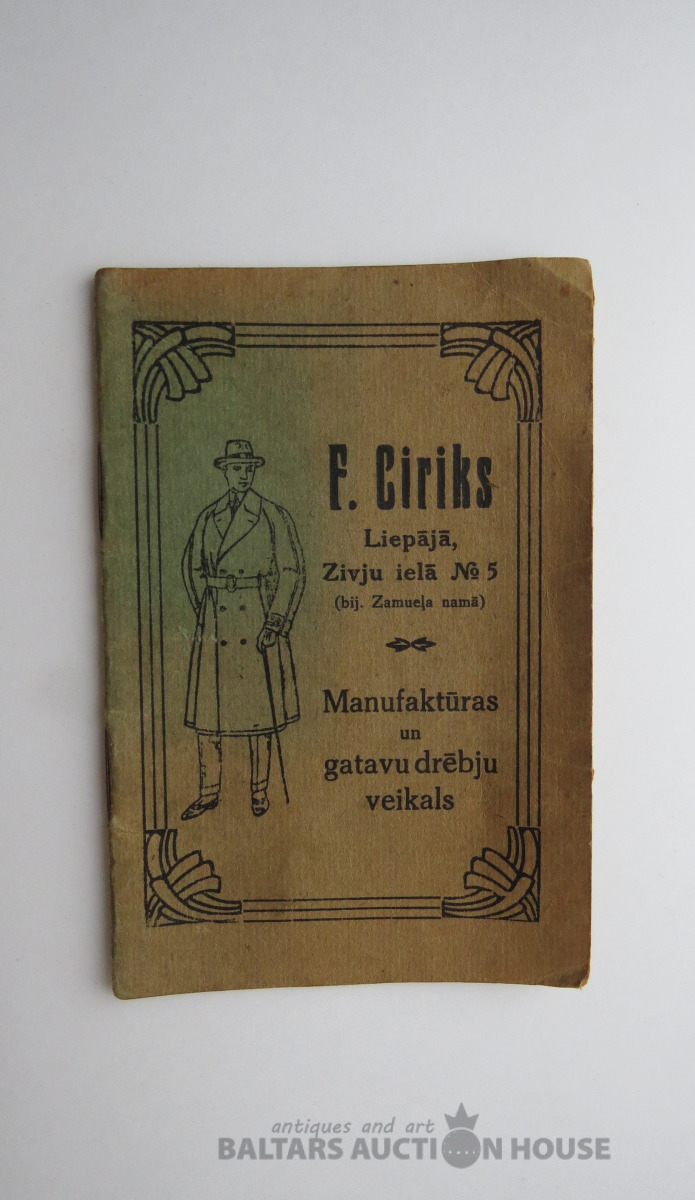 F. Ciriks
Liepājā,
Zivju ielā № 5
(bij. Zamueļa namā)
Manufaktūras
un
gatavu drēbju
veikals
antiques and art
BALTARS AUCTION HOUSE